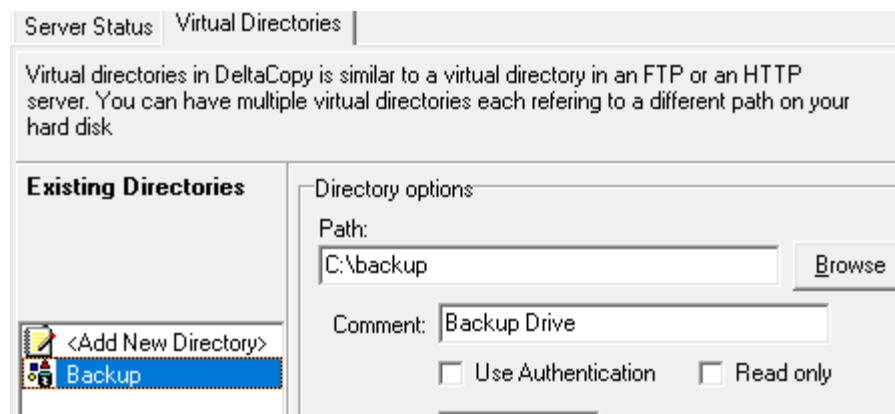 Server Status
Virtual Directories
Virtual directories in DeltaCopy is similar to a virtual directory in an FTP or an HTTP
server. You can have multiple virtual directories each refering to a different path on your
hard disk
Existing Directories
<Add New Directory>
Backup
Directory options
Path:
C:\backup
Browse
Comment:
Backup Drive
Use Authentication
Read only